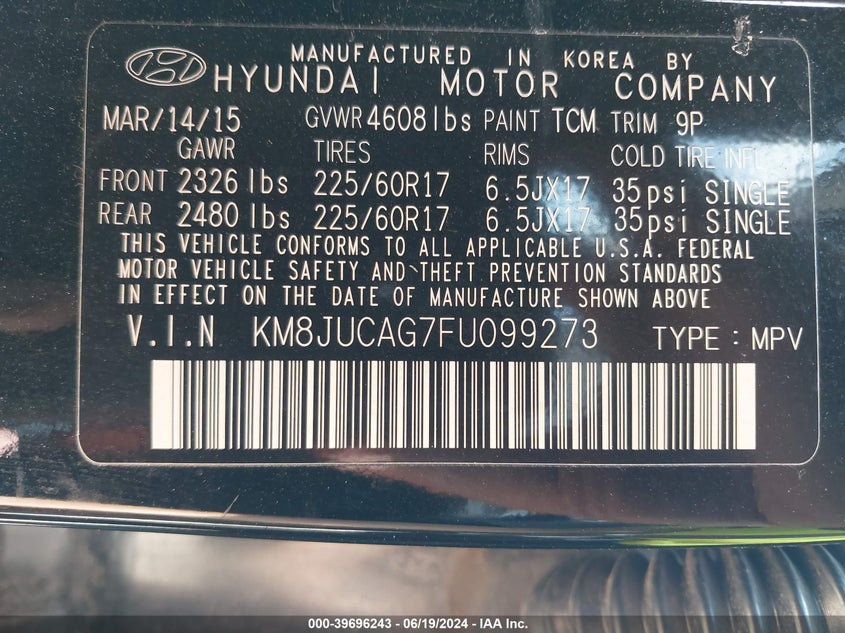 MANUFACTURED IN KOREA BY
HYUNDAI MOTOR COMPANY
MAR/14/15 GVWR 4608lbs PAINT TCM TRIM 9P
GAWR TIRES RIMS COLD TIRE INFL
FRONT 2326 lbs 225/60R17 6.5JX17 35psi SINGLE
REAR 2480 lbs 225/60R17 6.5JX17 35psi SINGLE
THIS VEHICLE CONFORMS TO ALL APPLICABLE U.S.A. FEDERAL
MOTOR VEHICLE SAFETY AND THEFT PREVENTION STANDARDS
IN EFFECT ON THE DATE OF MANUFACTURE SHOWN ABOVE
V.I.N KM8JUCAG7FU099273 TYPE : MPV
000-39696243 - 06/19/2024 - IAA Inc.